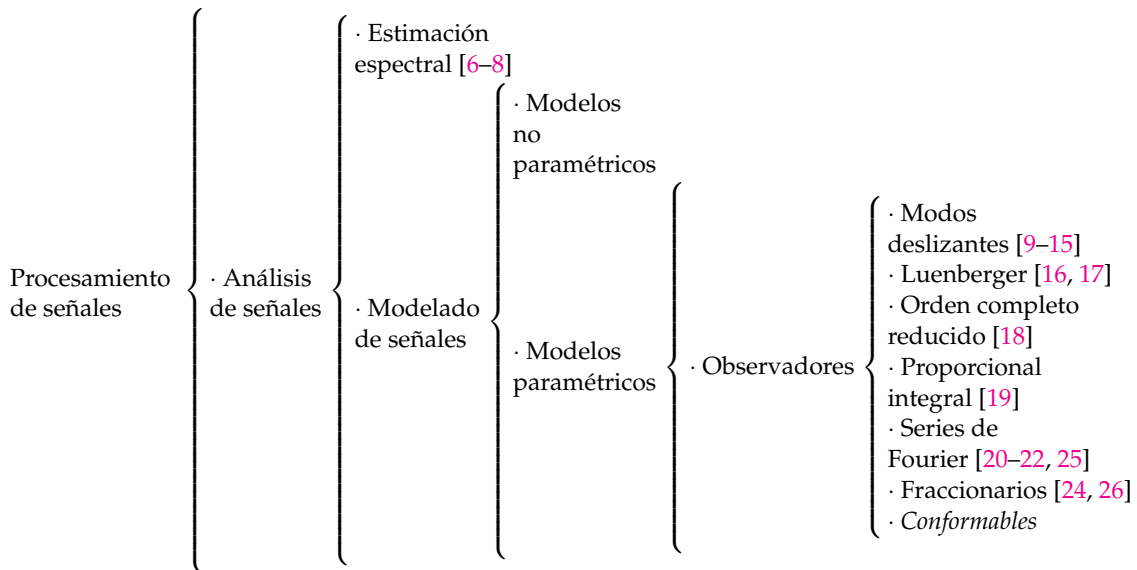 Procesamiento
de señales
· Análisis
de señales
· Estimación
espectral [6–8]
· Modelado
de señales
· Modelos
no
paramétricos
· Modelos
paramétricos
· Observadores
· Modos
deslizantes [9–15]
· Luenberger [16, 17]
· Orden completo
reducido [18]
· Proporcional
integral [19]
· Series de
Fourier [20–22, 25]
· Fraccionarios [24, 26]
· Conformables